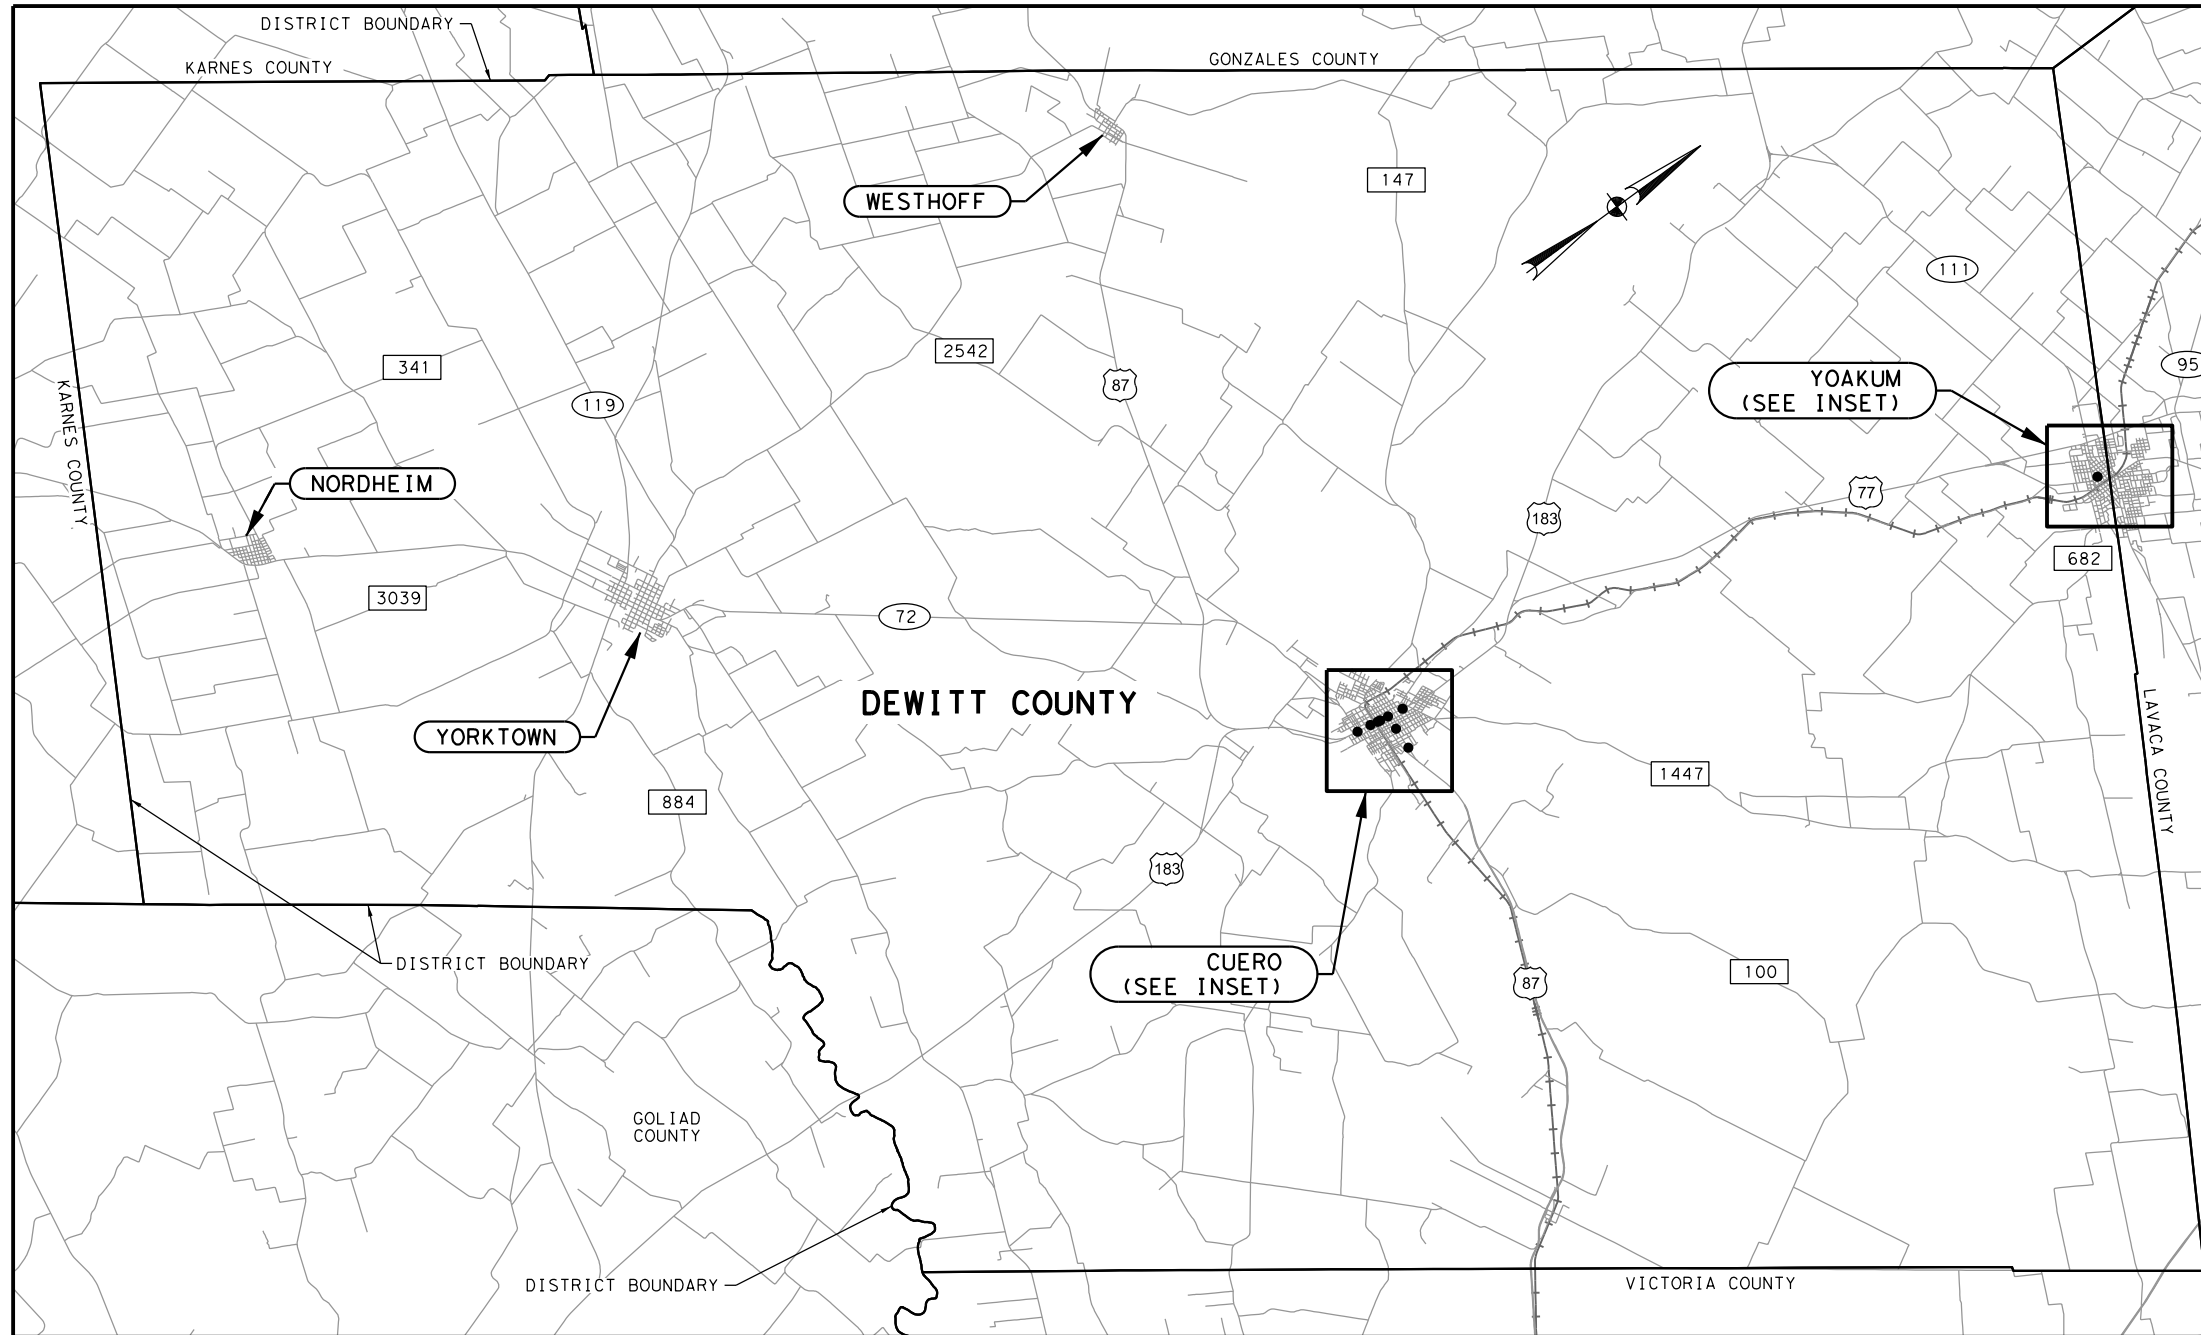 DISTRICT BOUNDARY
KARNES COUNTY
GONZALES COUNTY
147
WESTHOFF
111
2542
341
87
95
YOAKUM
(SEE INSET)
119
KARNES COUNTY
NORDHEIM
77
183
682
3039
72
DEWITT COUNTY
YORKTOWN
LAVACA COUNTY
1447
884
183
DISTRICT BOUNDARY
CUERO
(SEE INSET)
100
87
GOLIAD
COUNTY
DISTRICT BOUNDARY
VICTORIA COUNTY